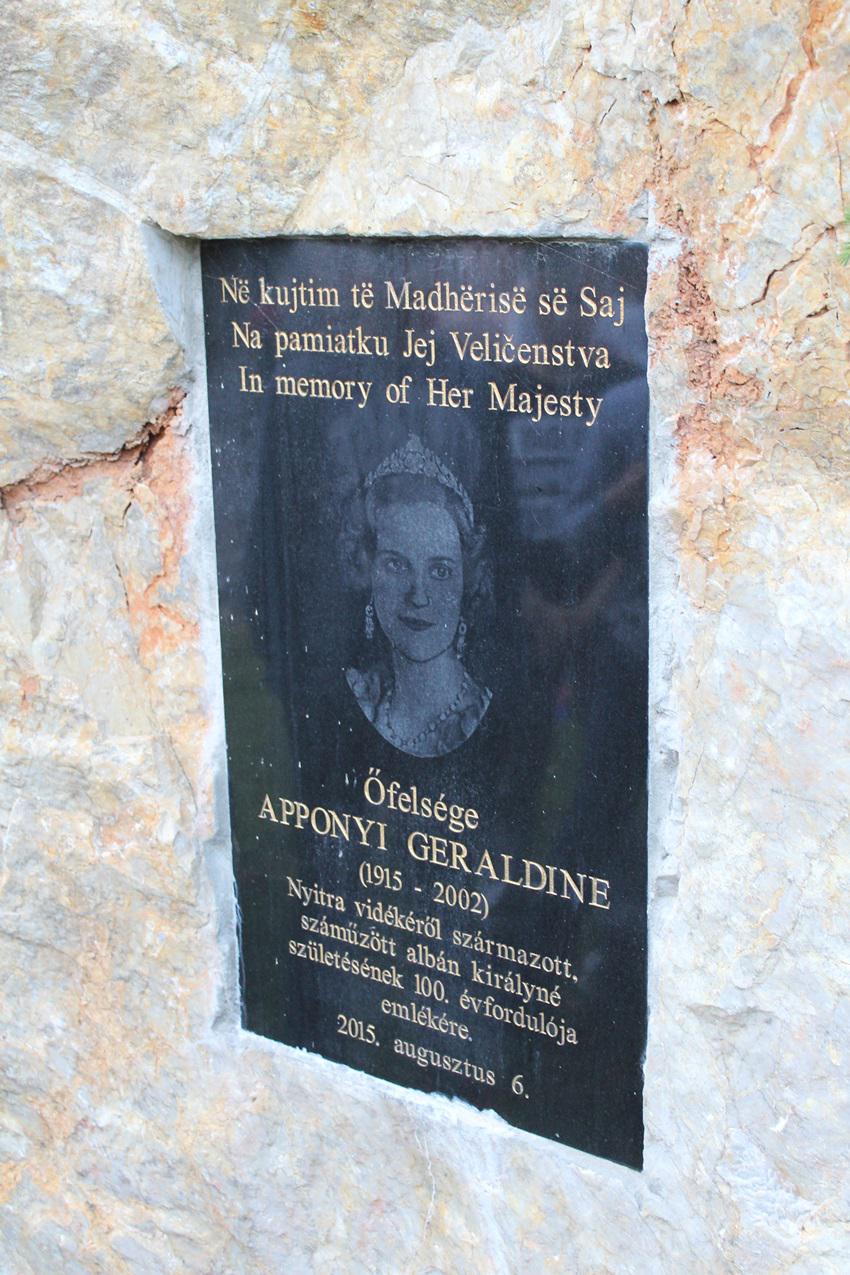 Në kujtim të Madhërisë së Saj
Na pamiatku Jej Veličenstva
In memory of Her Majesty
Őfelsége
APPONYI GERALDINE
(1915 - 2002)
Nyitra vidékéről származott,
száműzött albán királyné
születésének 100. évfordulója
emlékére.
2015. augusztus 6.